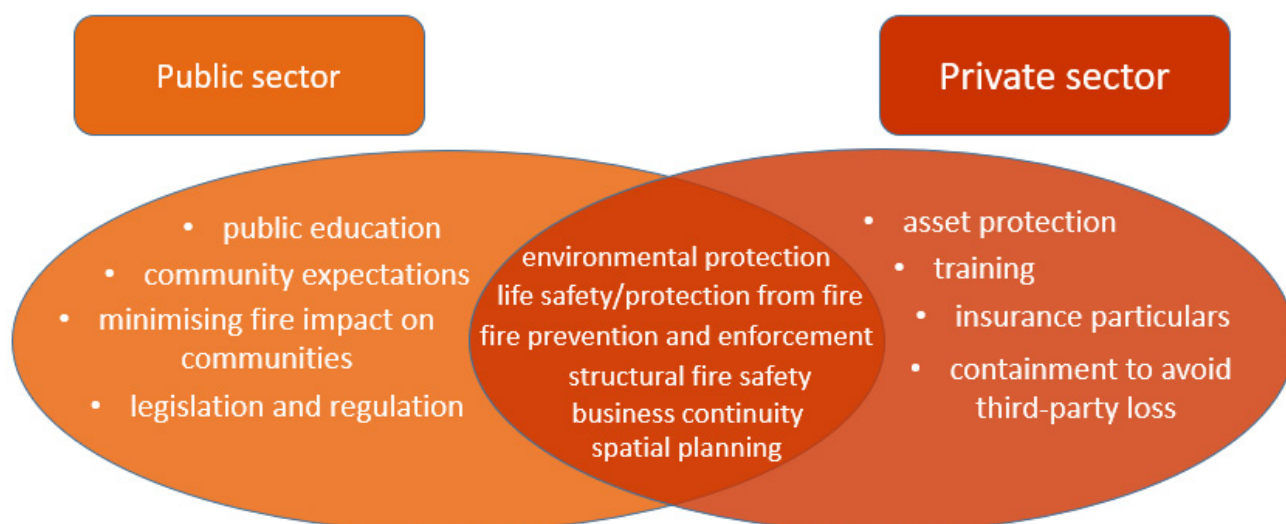 Public sector
Private sector
• public education
• community expectations
• minimising fire impact on
communities
• legislation and regulation
environmental protection
life safety/protection from fire
fire prevention and enforcement
structural fire safety
business continuity
spatial planning
• asset protection
• training
• insurance particulars
• containment to avoid
third-party loss